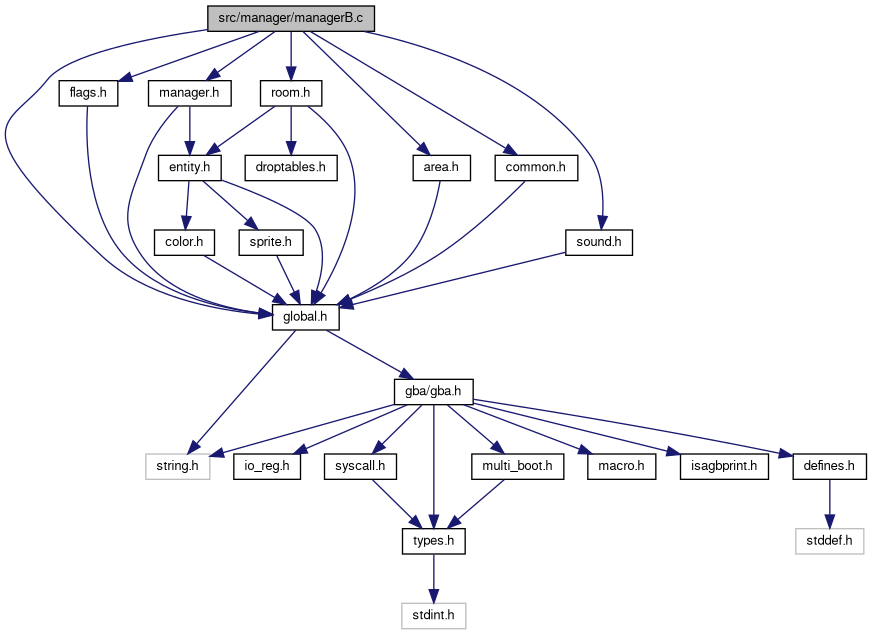 src/manager/managerB.c
flags.h
manager.h
room.h
entity.h
droptables.h
area.h
common.h
color.h
sprite.h
sound.h
global.h
gba/gba.h
string.h
io_reg.h
syscall.h
multi_boot.h
macro.h
isagbprint.h
defines.h
types.h
stddef.h
stdint.h